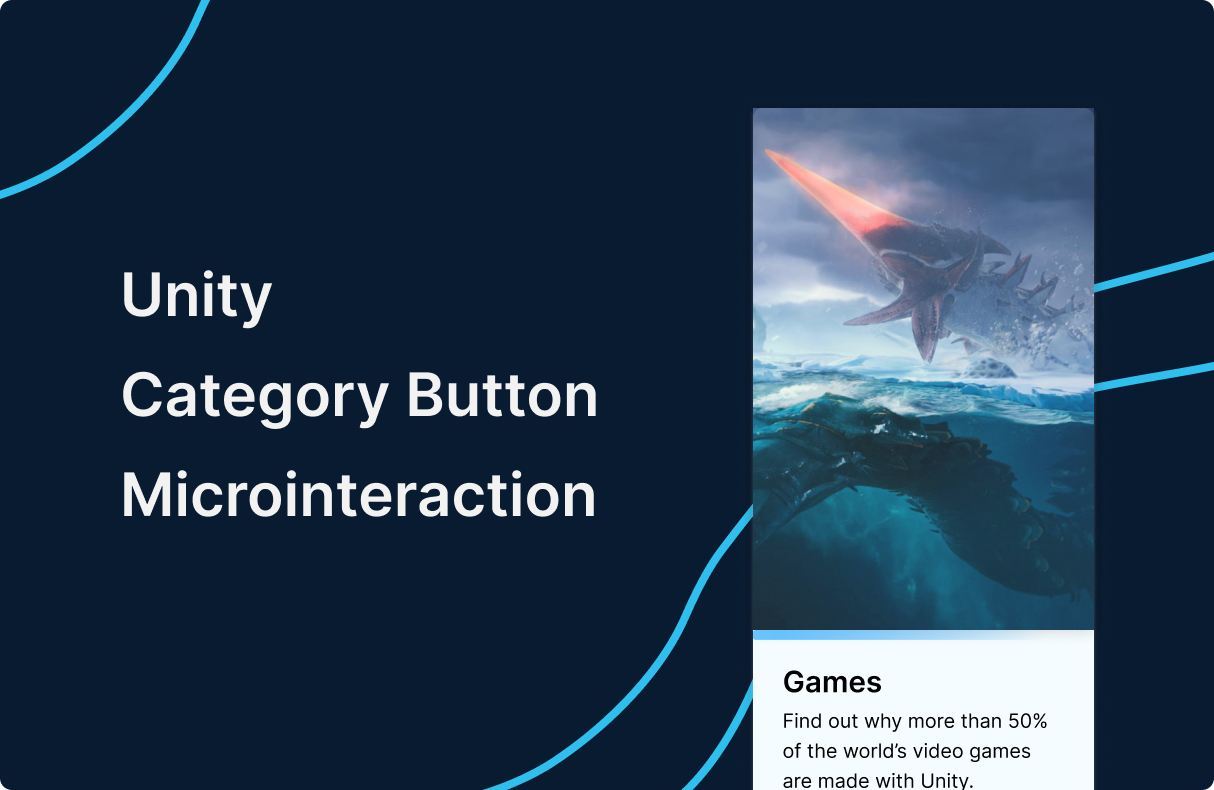 Unity
Category Button
Microinteraction
Games
Find out why more than 50%
of the world’s video games
are made with Unity.